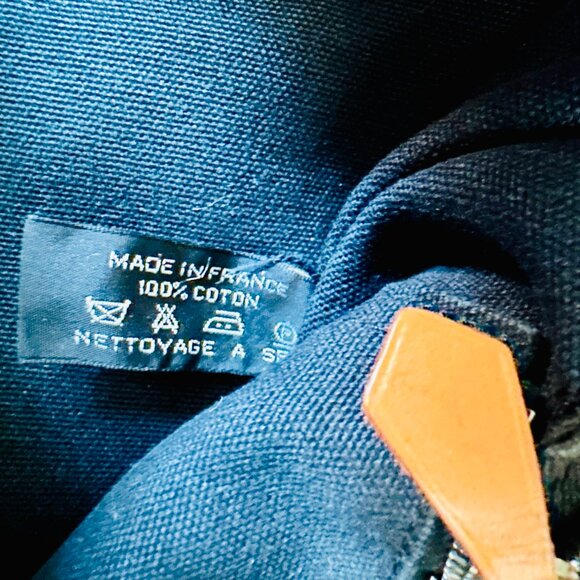 MADE IN FRANCE
100% COTON
P
NETTOYAGE A